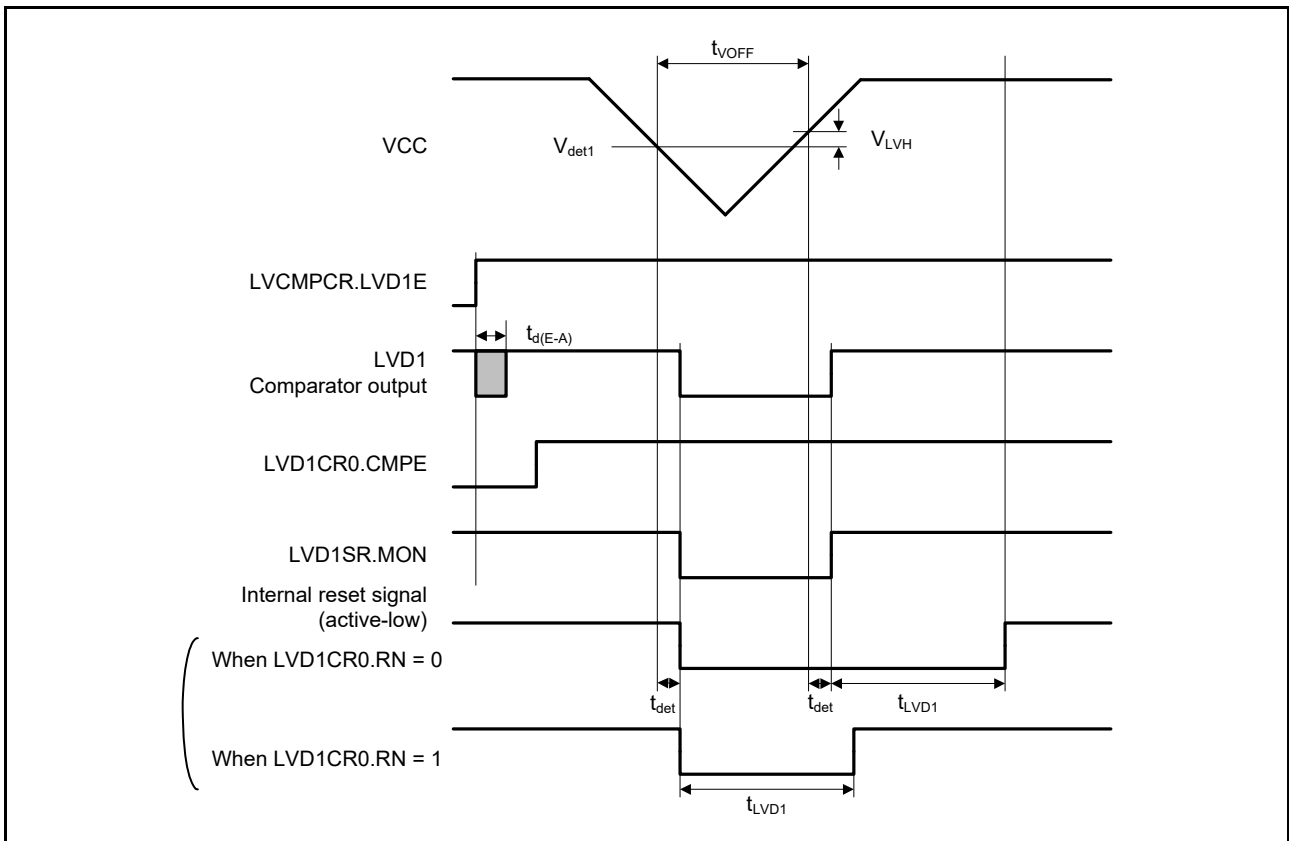 tVOFF
VCC
Vdet1
VLVH
LVCMPCR.LVD1E
td(E-A)
LVD1
Comparator output
LVD1CR0.CMPE
LVD1SR.MON
Internal reset signal
(active-low)
When LVD1CR0.RN = 0
tdet
tdet
tLVD1
When LVD1CR0.RN = 1
tLVD1